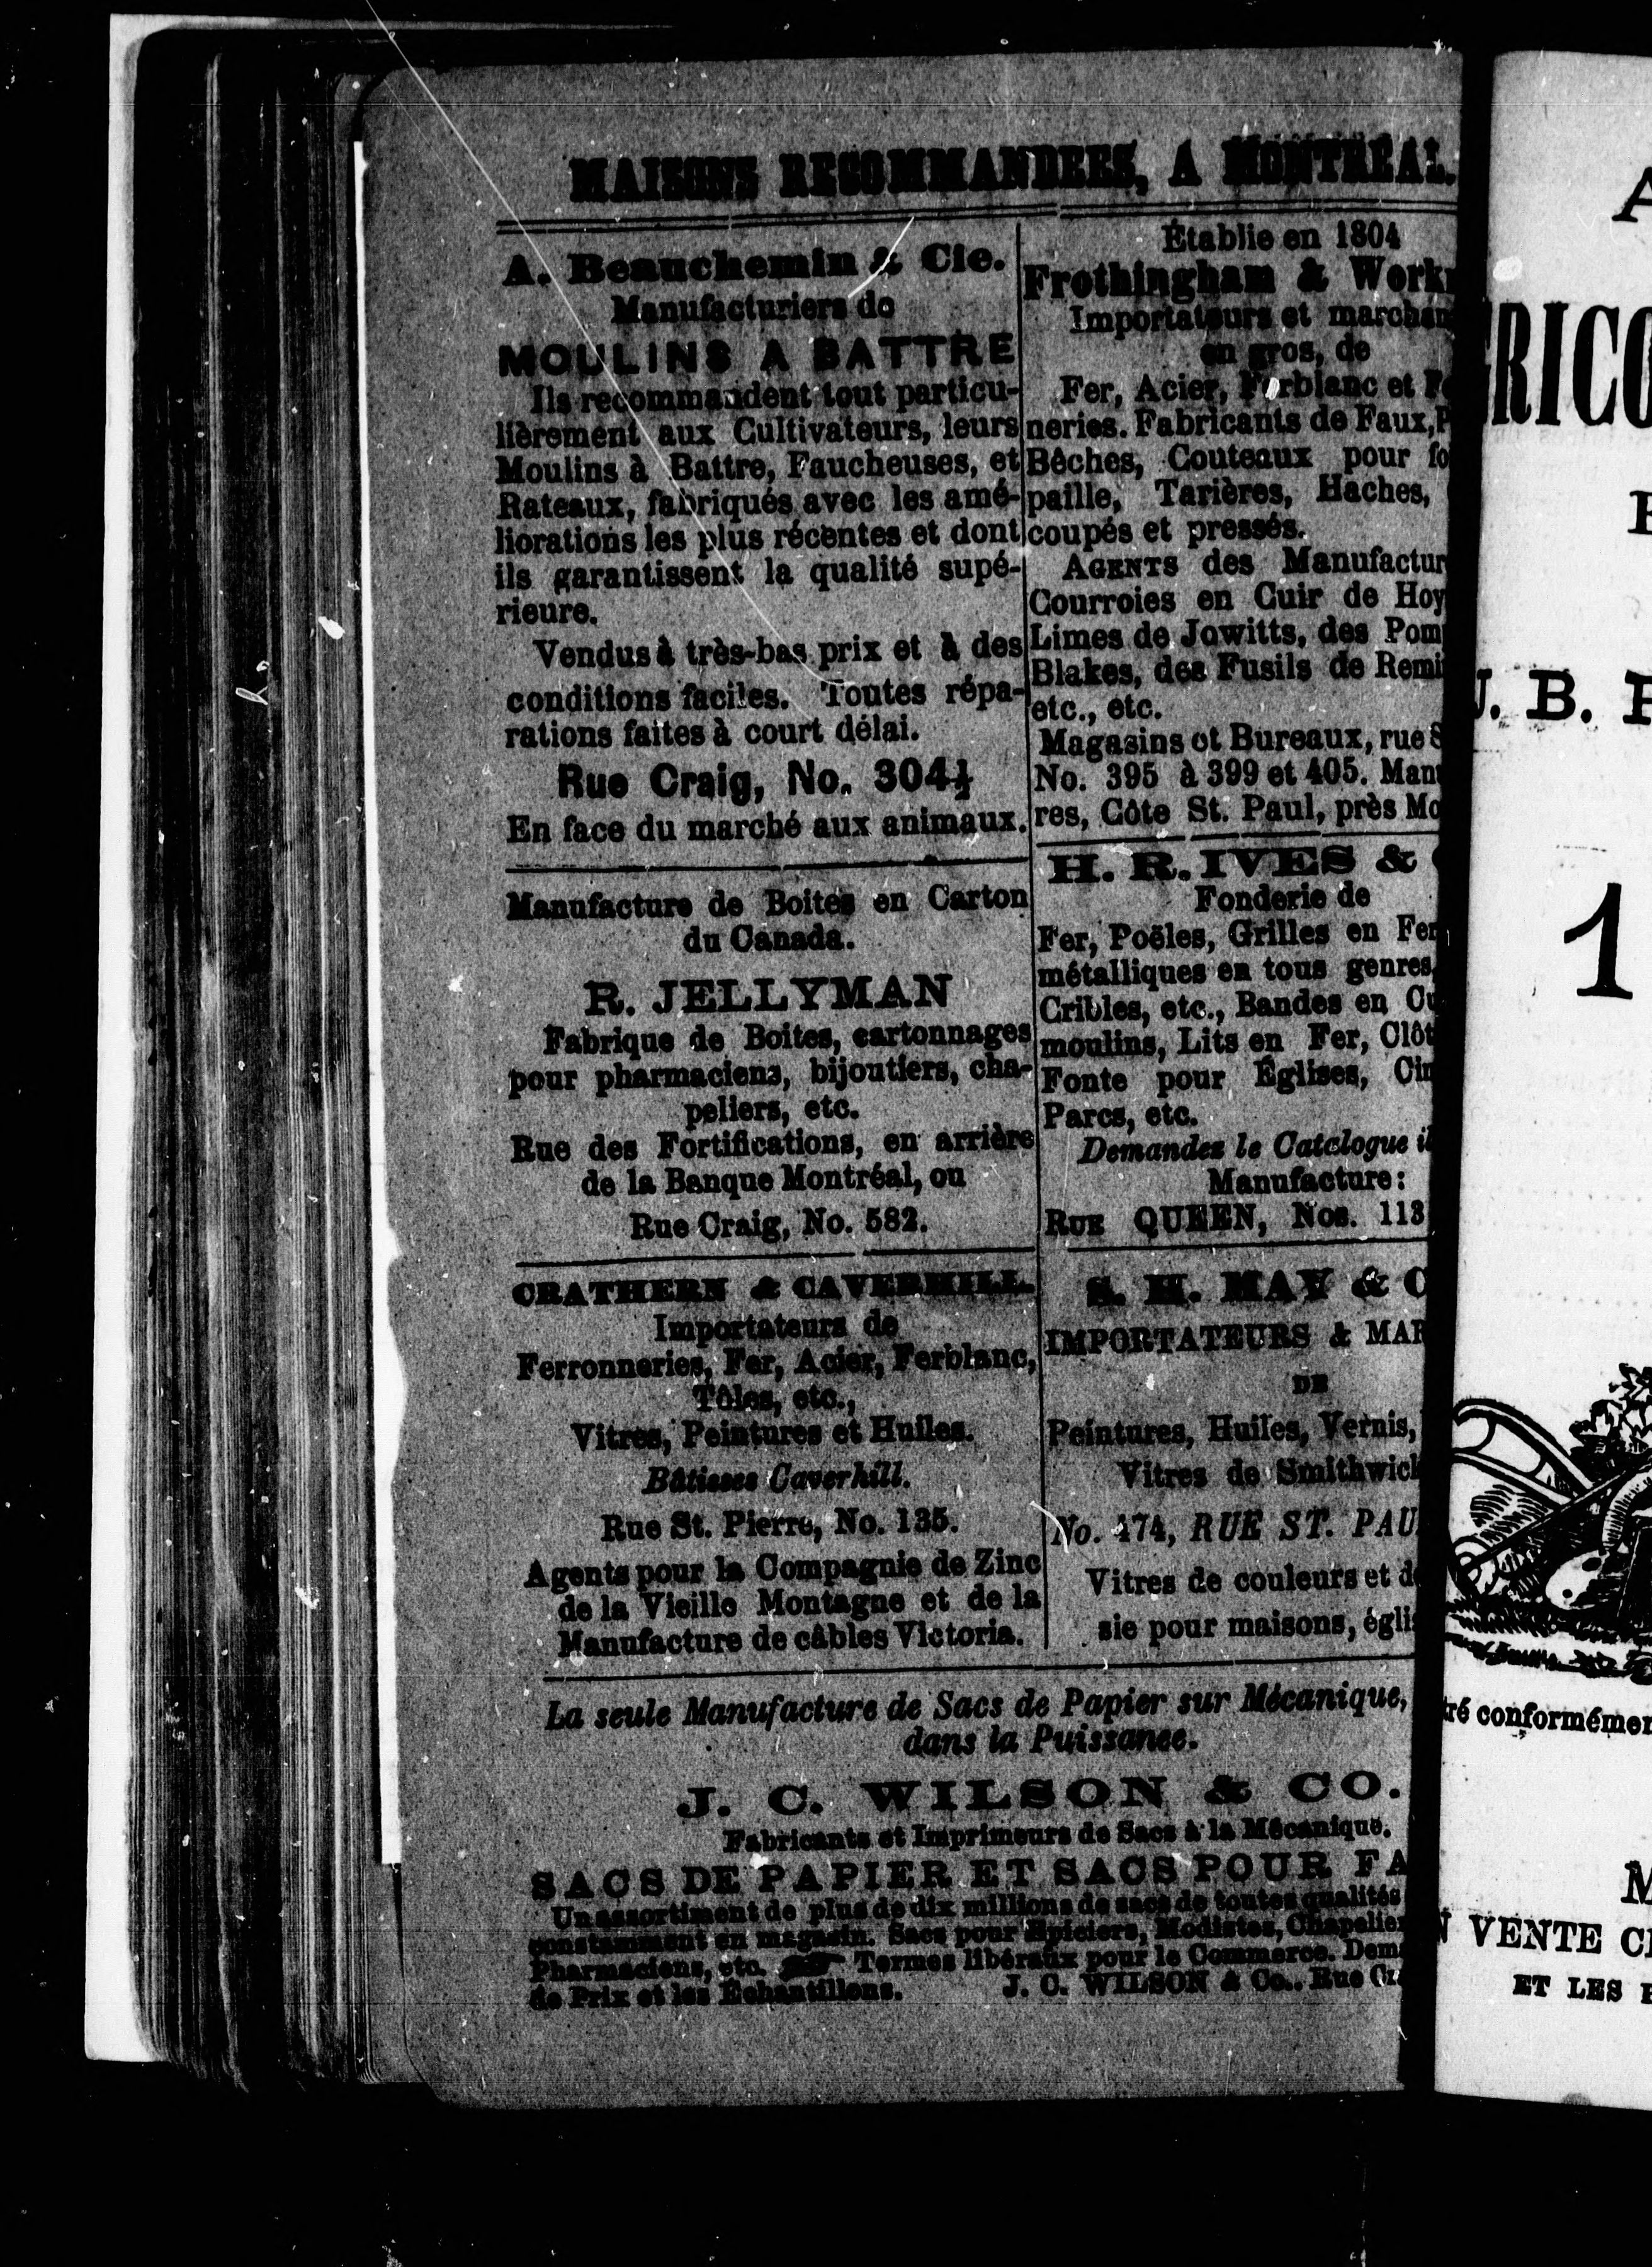 MAISONS RECOMMANDEES, A MONTREAL.
A. Beauchemin & Cie.
Manufacturiers de
MOULINS A BATTRE
Ils recommandent tout particu-
lièrement aux Cultivateurs, leurs
Moulins à Battre, Faucheuses, et
Rateaux, fabriqués avec les amé-
liorations les plus récentes et dont
ils garantissent la qualité supé-
rieure.
Vendus à très-bas prix et à des
conditions faciles. Toutes répa-
rations faites à court délai.
Rue Craig, No. 304½
En face du marché aux animaux.
Manufacture de Boites en Carton
du Canada.
R. JELLYMAN
Fabrique de Boites, cartonnages
pour pharmaciens, bijoutiers, cha-
peliers, etc.
Rue des Fortifications, en arrière
de la Banque Montréal, ou
Rue Craig, No. 582.
CRATHERN & CAVERHILL
Importateurs de
Ferronneries, Fer, Acier, Ferblanc,
Tôles, etc.,
Vitres, Peintures et Huiles.
Bâtisses Caverhill.
Rue St. Pierre, No. 135.
Agents pour la Compagnie de Zinc
de la Vieille Montagne et de la
Manufacture de câbles Victoria.
Établie en 1804
Frothingham & Work
Importateurs et marchan
en gros, de
Fer, Acier, Ferblanc et Fe
neries. Fabricants de Faux, P
Bêches, Couteaux pour fo
paille, Tarières, Haches,
coupés et pressés.
AGENTS des Manufactur
Courroies en Cuir de Hoy
Limes de Jowitts, des Pom
Blakes, des Fusils de Remi
etc., etc.
Magasins et Bureaux, rue S
No. 395 à 399 et 405. Man
res, Côte St. Paul, près Mo
H. R. IVES & C
Fonderie de
Fer, Poëles, Grilles en Fer
métalliques en tous genres,
Cribles, etc., Bandes en Cu
moulins, Lits en Fer, Clôt
Fonte pour Églises, Cim
Parcs, etc.
Demandez le Catalogue il
Manufacture:
RUE QUEEN, Nos. 113
S. H. MAY & C
IMPORTATEURS & MAR
DE
Peintures, Huiles, Vernis,
Vitres de Smithwick
No. 474, RUE ST. PAU
Vitres de couleurs et de
sie pour maisons, églis
La seule Manufacture de Sacs de Papier sur Mécanique,
dans la Puissance.
J. C. WILSON & CO.
Fabricants et Imprimeurs de Sacs à la Mécanique.
SACS DE PAPIER ET SACS POUR FA
Un assortiment de plus de dix millions de sacs de toutes qualités
constamment en magasin. Sacs pour Epiciers, Modistes, Chapelier
Pharmaciens, etc. Termes libéraux pour le Commerce. Dem
de Prix et les Échantillons. J. C. WILSON & Co., Rue Cr
A
RICO
J. B. R
1
ré conformémen
M
VENTE CH
ET LES